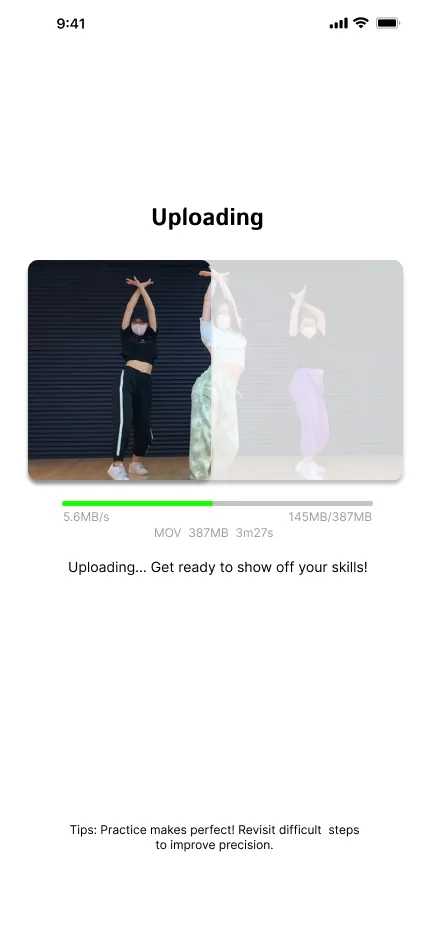 9:41
Uploading
5.6MB/s 145MB/387MB
MOV 387MB 3m27s
Uploading... Get ready to show off your skills!
Tips: Practice makes perfect! Revisit difficult steps
to improve precision.